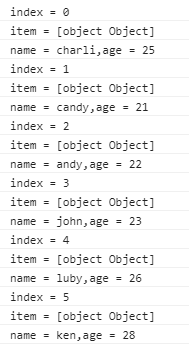 index = 0
item = [object Object]
name = charli,age = 25
index = 1
item = [object Object]
name = candy,age = 21
index = 2
item = [object Object]
name = andy,age = 22
index = 3
item = [object Object]
name = john,age = 23
index = 4
item = [object Object]
name = luby,age = 26
index = 5
item = [object Object]
name = ken,age = 28